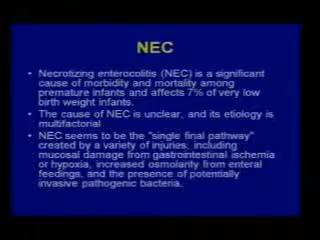 NEC
• Necrotizing enterocolitis (NEC) is a significant
cause of morbidity and mortality among
premature infants and affects 7% of very low
birth weight infants.
• The cause of NEC is unclear, and its etiology is
multifactorial
• NEC seems to be the "single final pathway"
created by a variety of injuries, including
mucosal damage from gastrointestinal ischemia
or hypoxia, increased osmolarity from enteral
feedings, and the presence of potentially
invasive pathogenic bacteria.